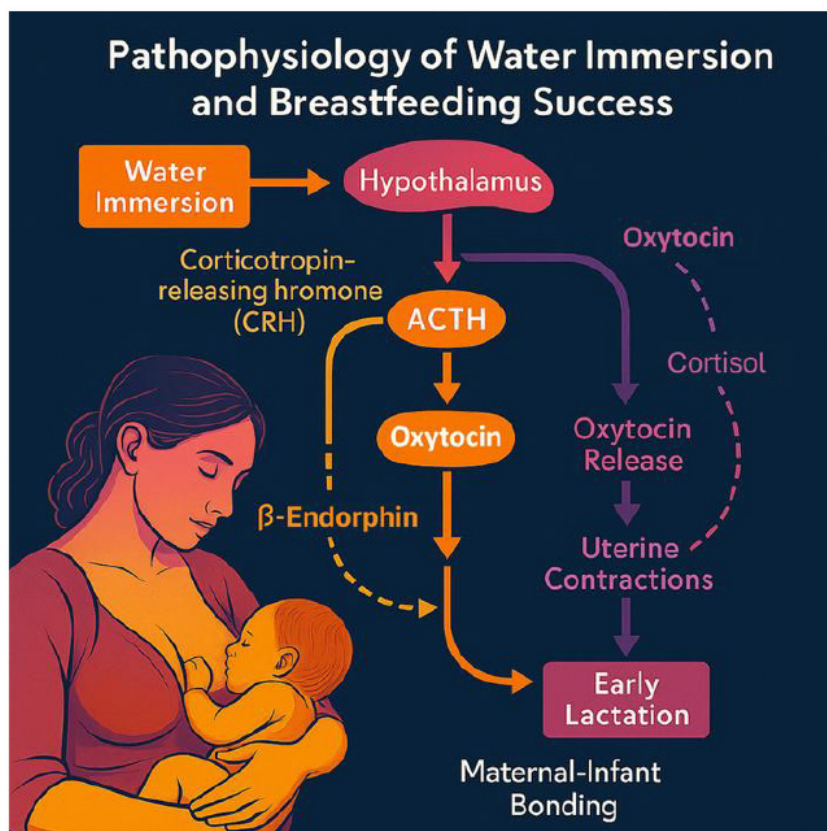 Pathophysiology of Water Immersion
and Breastfeeding Success
Water
Immersion
Hypothalamus
Corticotropin-
releasing hromone
(CRH)
ACTH
Oxytocin
β-Endorphin
Oxytocin
Cortisol
Oxytocin
Release
Uterine
Contractions
Early
Lactation
Maternal-Infant
Bonding